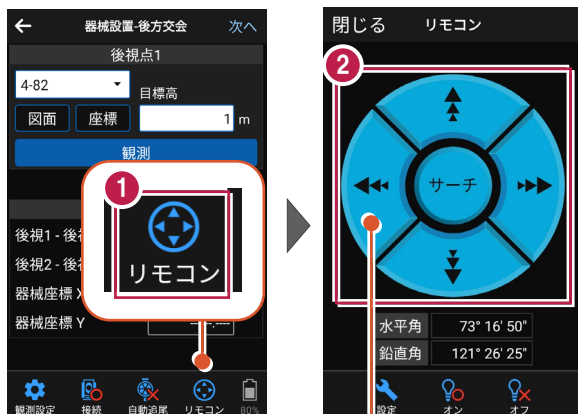 器械設置-後方交会
次へ
後視点1
4-82
目標高
図面
座標
1 m
観測
1
リモコン
後視1 - 後
後視2 - 後
器械座標 X
器械座標 Y
-----.----
観測設定
接続
自動追尾
リモコン
80%
閉じる
リモコン
2
サーチ
水平角
73° 16' 50"
鉛直角
121° 26' 25"
設定
オン
オフ